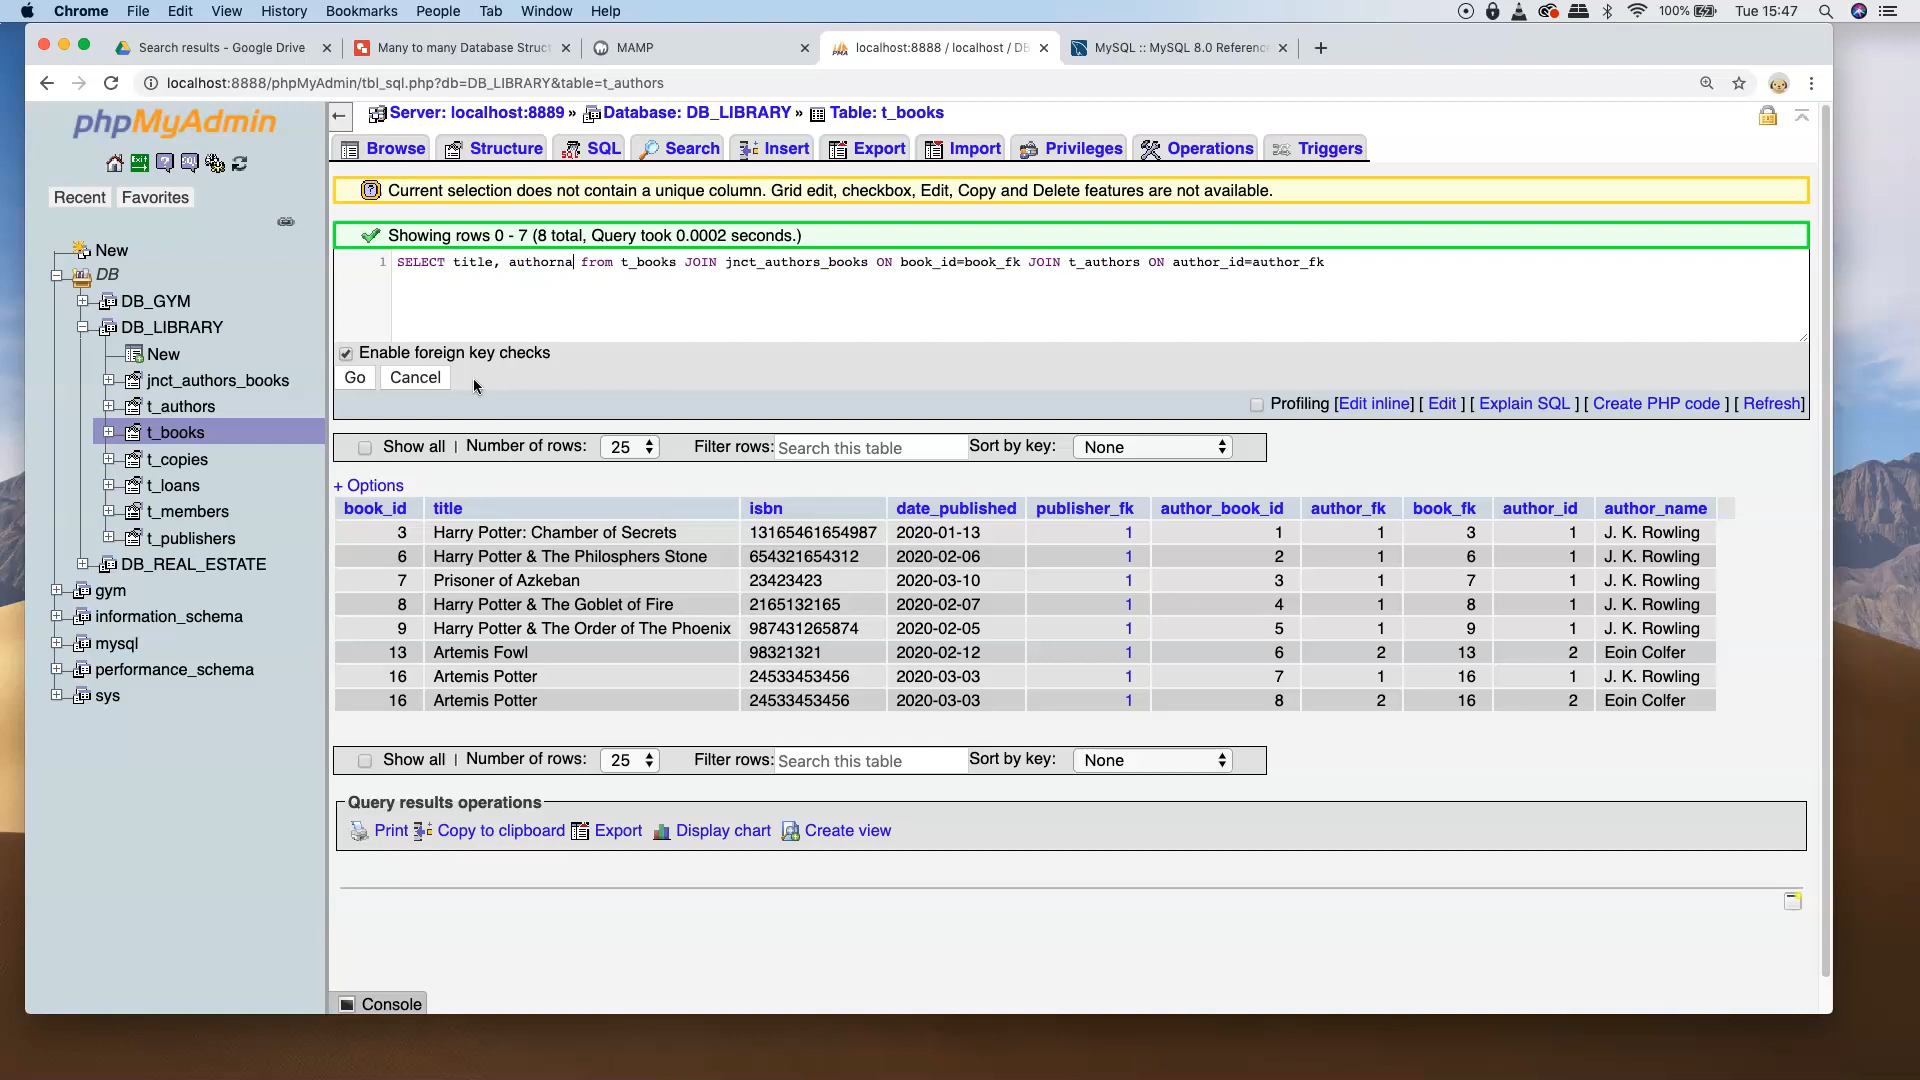 Chrome File Edit View History Bookmarks People Tab Window Help 100% Tue 15:47
Search results - Google Drive Many to many Database Struct MAMP localhost:8888 / localhost / DB MySQL :: MySQL 8.0 Reference
localhost:8888/phpMyAdmin/tbl_sql.php?db=DB_LIBRARY&table=t_authors
phpMyAdmin
Recent Favorites
New
DB
DB_GYM
DB_LIBRARY
New
jnct_authors_books
t_authors
t_books
t_copies
t_loans
t_members
t_publishers
DB_REAL_ESTATE
gym
information_schema
mysql
performance_schema
sys
Server: localhost:8889 » Database: DB_LIBRARY » Table: t_books
Browse Structure SQL Search Insert Export Import Privileges Operations Triggers
Current selection does not contain a unique column. Grid edit, checkbox, Edit, Copy and Delete features are not available.
Showing rows 0 - 7 (8 total, Query took 0.0002 seconds.)
1 SELECT title, authorna from t_books JOIN jnct_authors_books ON book_id=book_fk JOIN t_authors ON author_id=author_fk
Enable foreign key checks
Go Cancel
Profiling [Edit inline] [ Edit ] [ Explain SQL ] [ Create PHP code ] [ Refresh]
Show all | Number of rows: 25 Filter rows: Search this table Sort by key: None
+ Options
book_id title isbn date_published publisher_fk author_book_id author_fk book_fk author_id author_name
3 Harry Potter: Chamber of Secrets 13165461654987 2020-01-13 1 1 1 3 1 J. K. Rowling
6 Harry Potter & The Philosphers Stone 654321654312 2020-02-06 1 2 1 6 1 J. K. Rowling
7 Prisoner of Azkeban 23423423 2020-03-10 1 3 1 7 1 J. K. Rowling
8 Harry Potter & The Goblet of Fire 2165132165 2020-02-07 1 4 1 8 1 J. K. Rowling
9 Harry Potter & The Order of The Phoenix 987431265874 2020-02-05 1 5 1 9 1 J. K. Rowling
13 Artemis Fowl 98321321 2020-02-12 1 6 2 13 2 Eoin Colfer
16 Artemis Potter 24533453456 2020-03-03 1 7 1 16 1 J. K. Rowling
16 Artemis Potter 24533453456 2020-03-03 1 8 2 16 2 Eoin Colfer
Show all | Number of rows: 25 Filter rows: Search this table Sort by key: None
Query results operations
Print Copy to clipboard Export Display chart Create view
Console